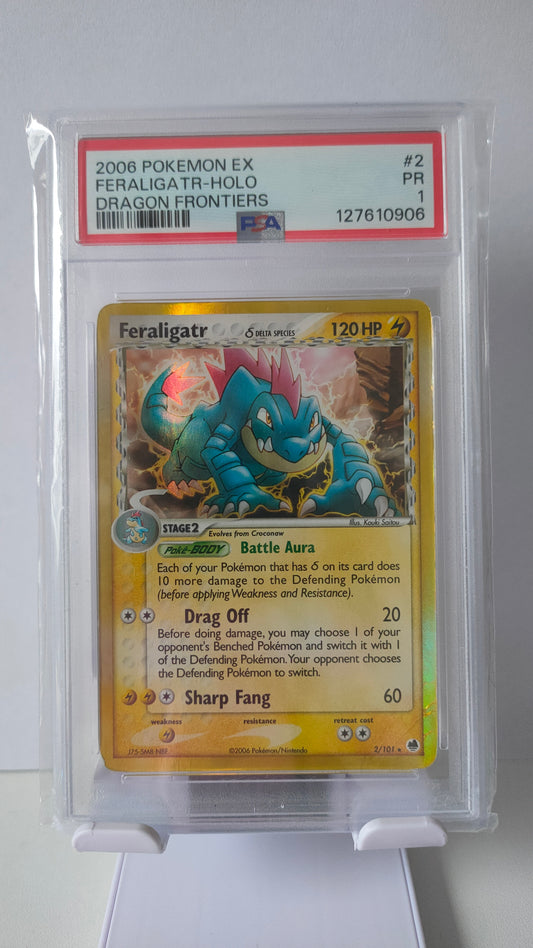 2006 POKEMON EX #2
FERALIGATR-HOLO PR
DRAGON FRONTIERS 1
PSA 127610906
Feraligatr δ DELTA SPECIES 120 HP
Illus. Kouki Saitou
STAGE 2 Evolves from Croconaw
Poké-BODY Battle Aura
Each of your Pokémon that has δ on its card does
10 more damage to the Defending Pokémon
(before applying Weakness and Resistance).
Drag Off 20
Before doing damage, you may choose 1 of your
opponent's Benched Pokémon and switch it with 1
of the Defending Pokémon. Your opponent chooses
the Defending Pokémon to switch.
Sharp Fang 60
weakness resistance retreat cost
©2006 Pokémon/Nintendo 2/101 ★